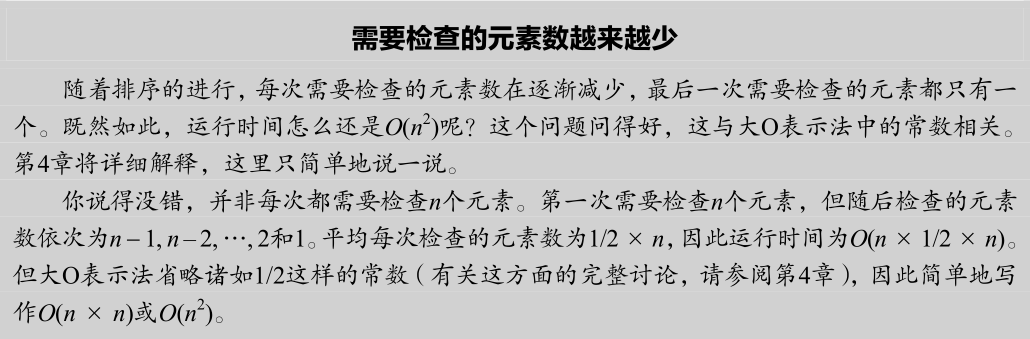 需要检查的元素数越来越少
随着排序的进行，每次需要检查的元素数在逐渐减少，最后一次需要检查的元素都只有一
个。既然如此，运行时间怎么还是O(n²)呢？这个问题问得好，这与大O表示法中的常数相关。
第4章将详细解释，这里只简单地说一说。
你说得没错，并非每次都需要检查n个元素。第一次需要检查n个元素，但随后检查的元素
数依次为n – 1, n – 2, …, 2和1。平均每次检查的元素数为1/2 × n，因此运行时间为O(n × 1/2 × n)。
但大O表示法省略诸如1/2这样的常数（有关这方面的完整讨论，请参阅第4章），因此简单地写
作O(n × n)或O(n²)。